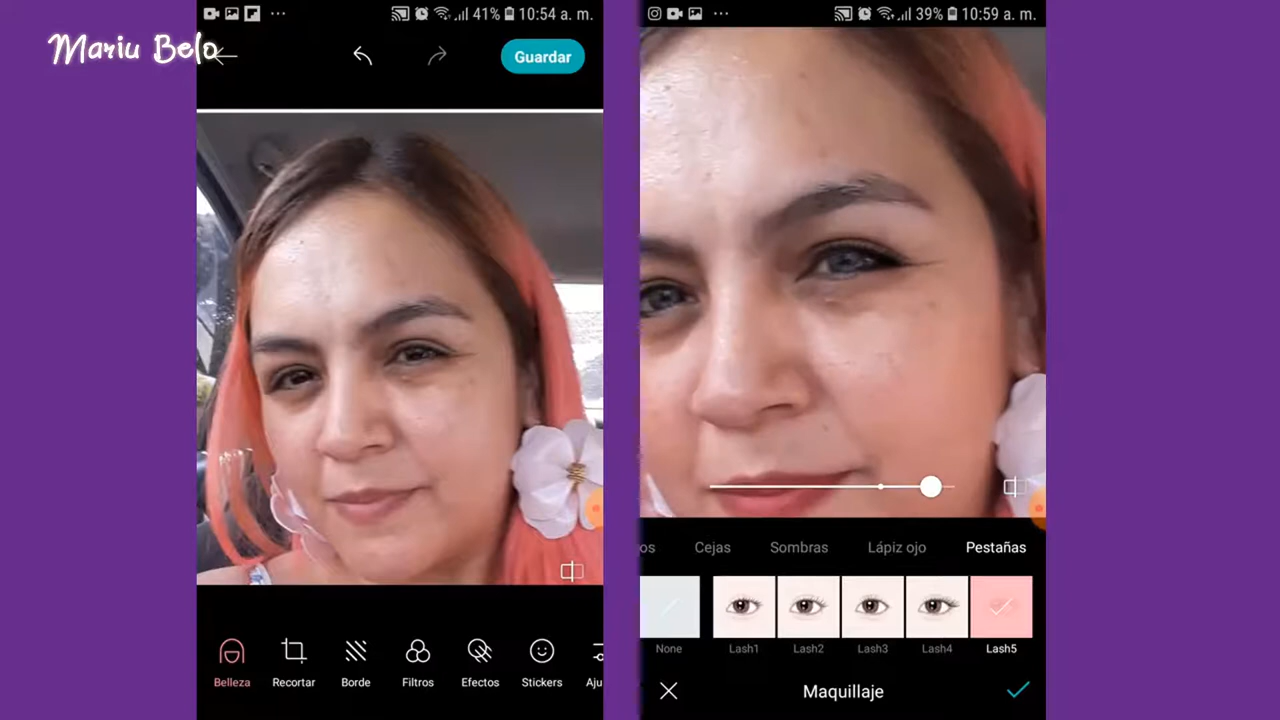 Mariu Belo
41% 10:54 a. m.
Guardar
Belleza
Recortar
Borde
Filtros
Efectos
Stickers
Aju
39% 10:59 a. m.
os
Cejas
Sombras
Lápiz ojo
Pestañas
None
Lash1
Lash2
Lash3
Lash4
Lash5
Maquillaje